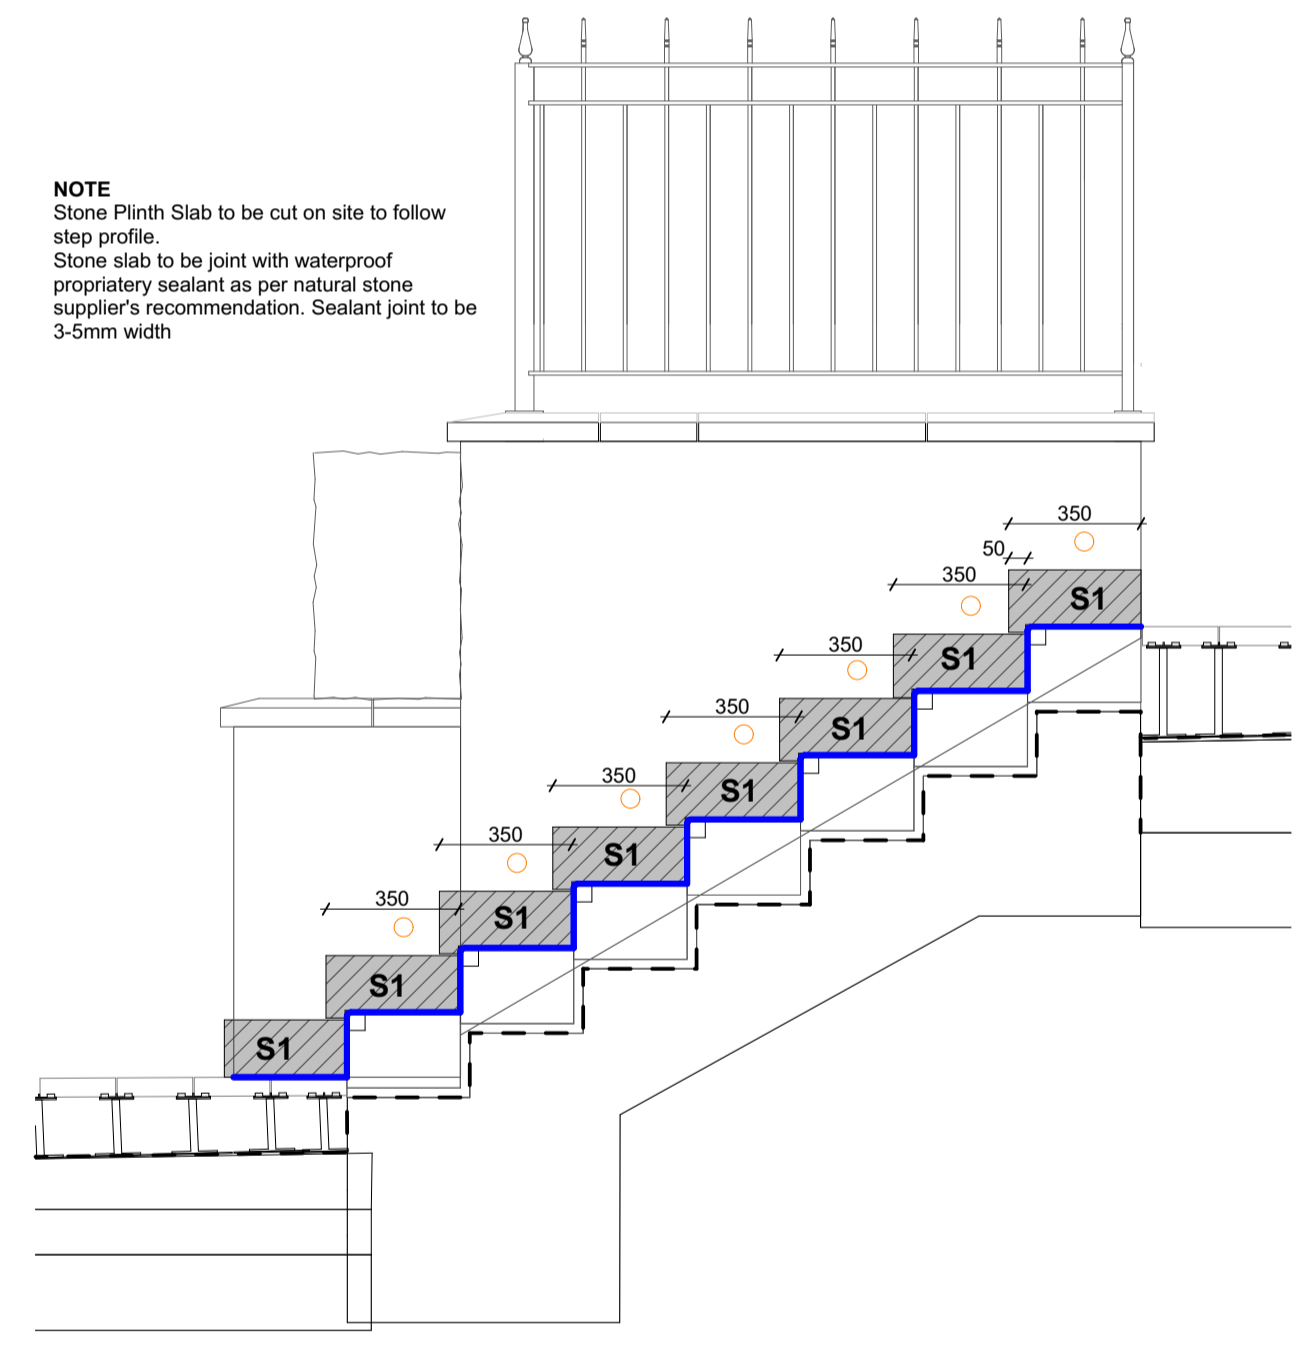 NOTE
Stone Plinth Slab to be cut on site to follow
step profile.
Stone slab to be joint with waterproof
propriatery sealant as per natural stone
supplier's recommendation. Sealant joint to be
3-5mm width
350
50
350
S1
350
S1
350
S1
350
S1
350
S1
350
S1
S1
S1